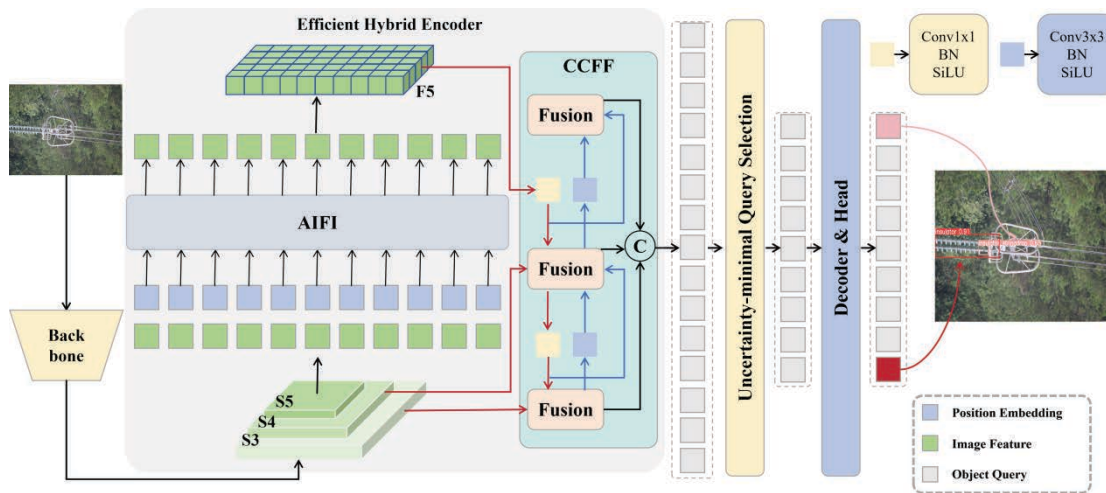 Efficient Hybrid Encoder
F5
AIFI
Back
bone
S5
S4
S3
CCFF
Fusion
Fusion
Fusion
C
Uncertainty-minimal Query Selection
Decoder & Head
Conv1x1
BN
SiLU
Conv3x3
BN
SiLU
Position Embedding
Image Feature
Object Query